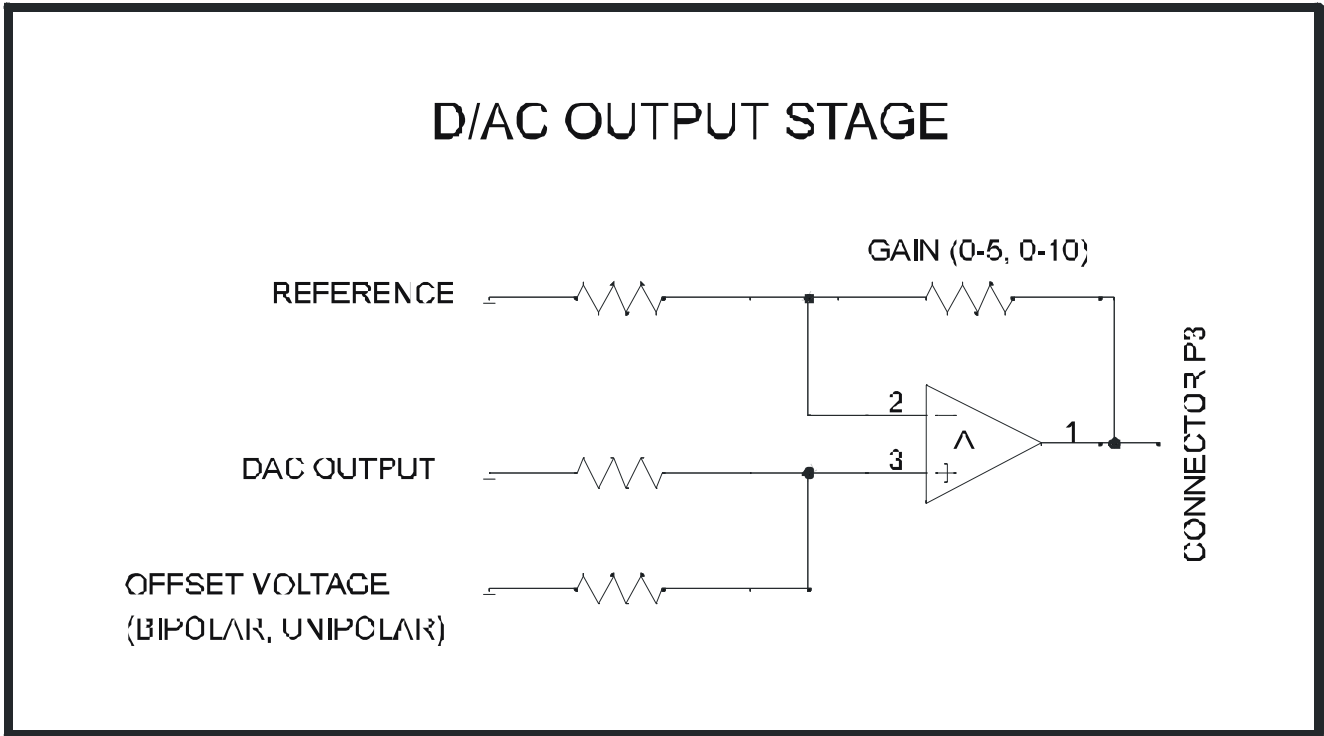 D/AC OUTPUT STAGE
GAIN (0-5, 0-10)
REFERENCE
2
1
3
DAC OUTPUT
CONNECTOR P3
OFFSET VOLTAGE
(BIPOLAR, UNIPOLAR)